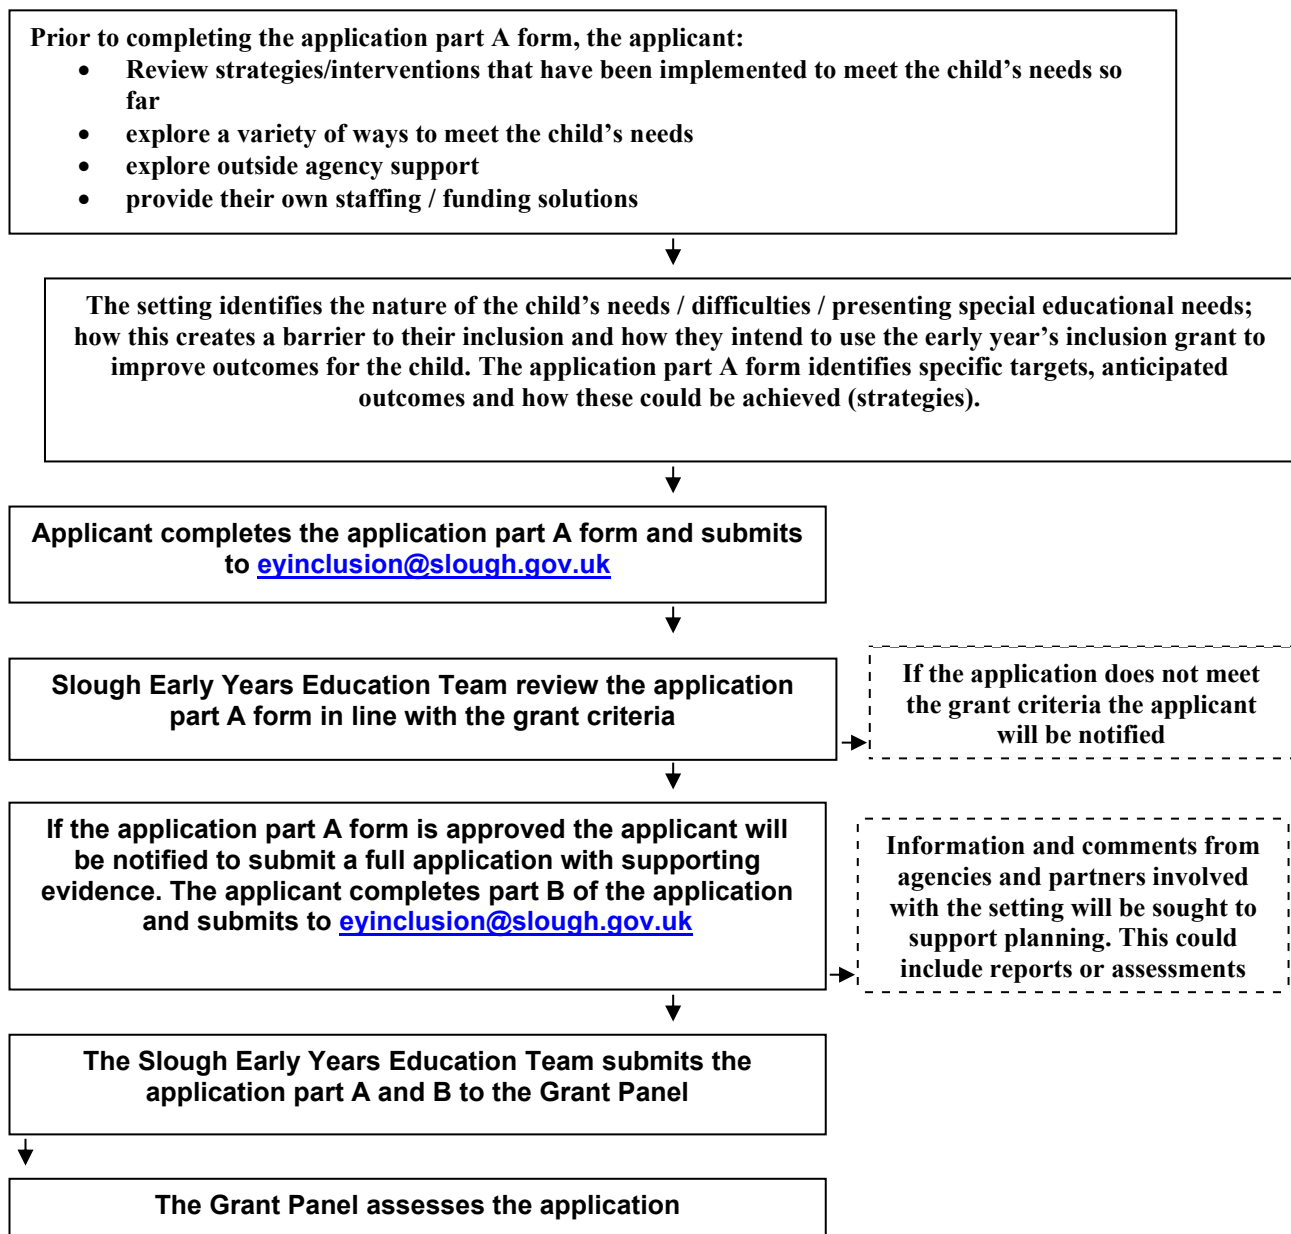 Prior to completing the application part A form, the applicant:
• Review strategies/interventions that have been implemented to meet the child’s needs so
far
• explore a variety of ways to meet the child’s needs
• explore outside agency support
• provide their own staffing / funding solutions
The setting identifies the nature of the child’s needs / difficulties / presenting special educational needs;
how this creates a barrier to their inclusion and how they intend to use the early year’s inclusion grant to
improve outcomes for the child. The application part A form identifies specific targets, anticipated
outcomes and how these could be achieved (strategies).
Applicant completes the application part A form and submits
to eyinclusion@slough.gov.uk
Slough Early Years Education Team review the application
part A form in line with the grant criteria
If the application does not meet
the grant criteria the applicant
will be notified
If the application part A form is approved the applicant will
be notified to submit a full application with supporting
evidence. The applicant completes part B of the application
and submits to eyinclusion@slough.gov.uk
Information and comments from
agencies and partners involved
with the setting will be sought to
support planning. This could
include reports or assessments
The Slough Early Years Education Team submits the
application part A and B to the Grant Panel
The Grant Panel assesses the application